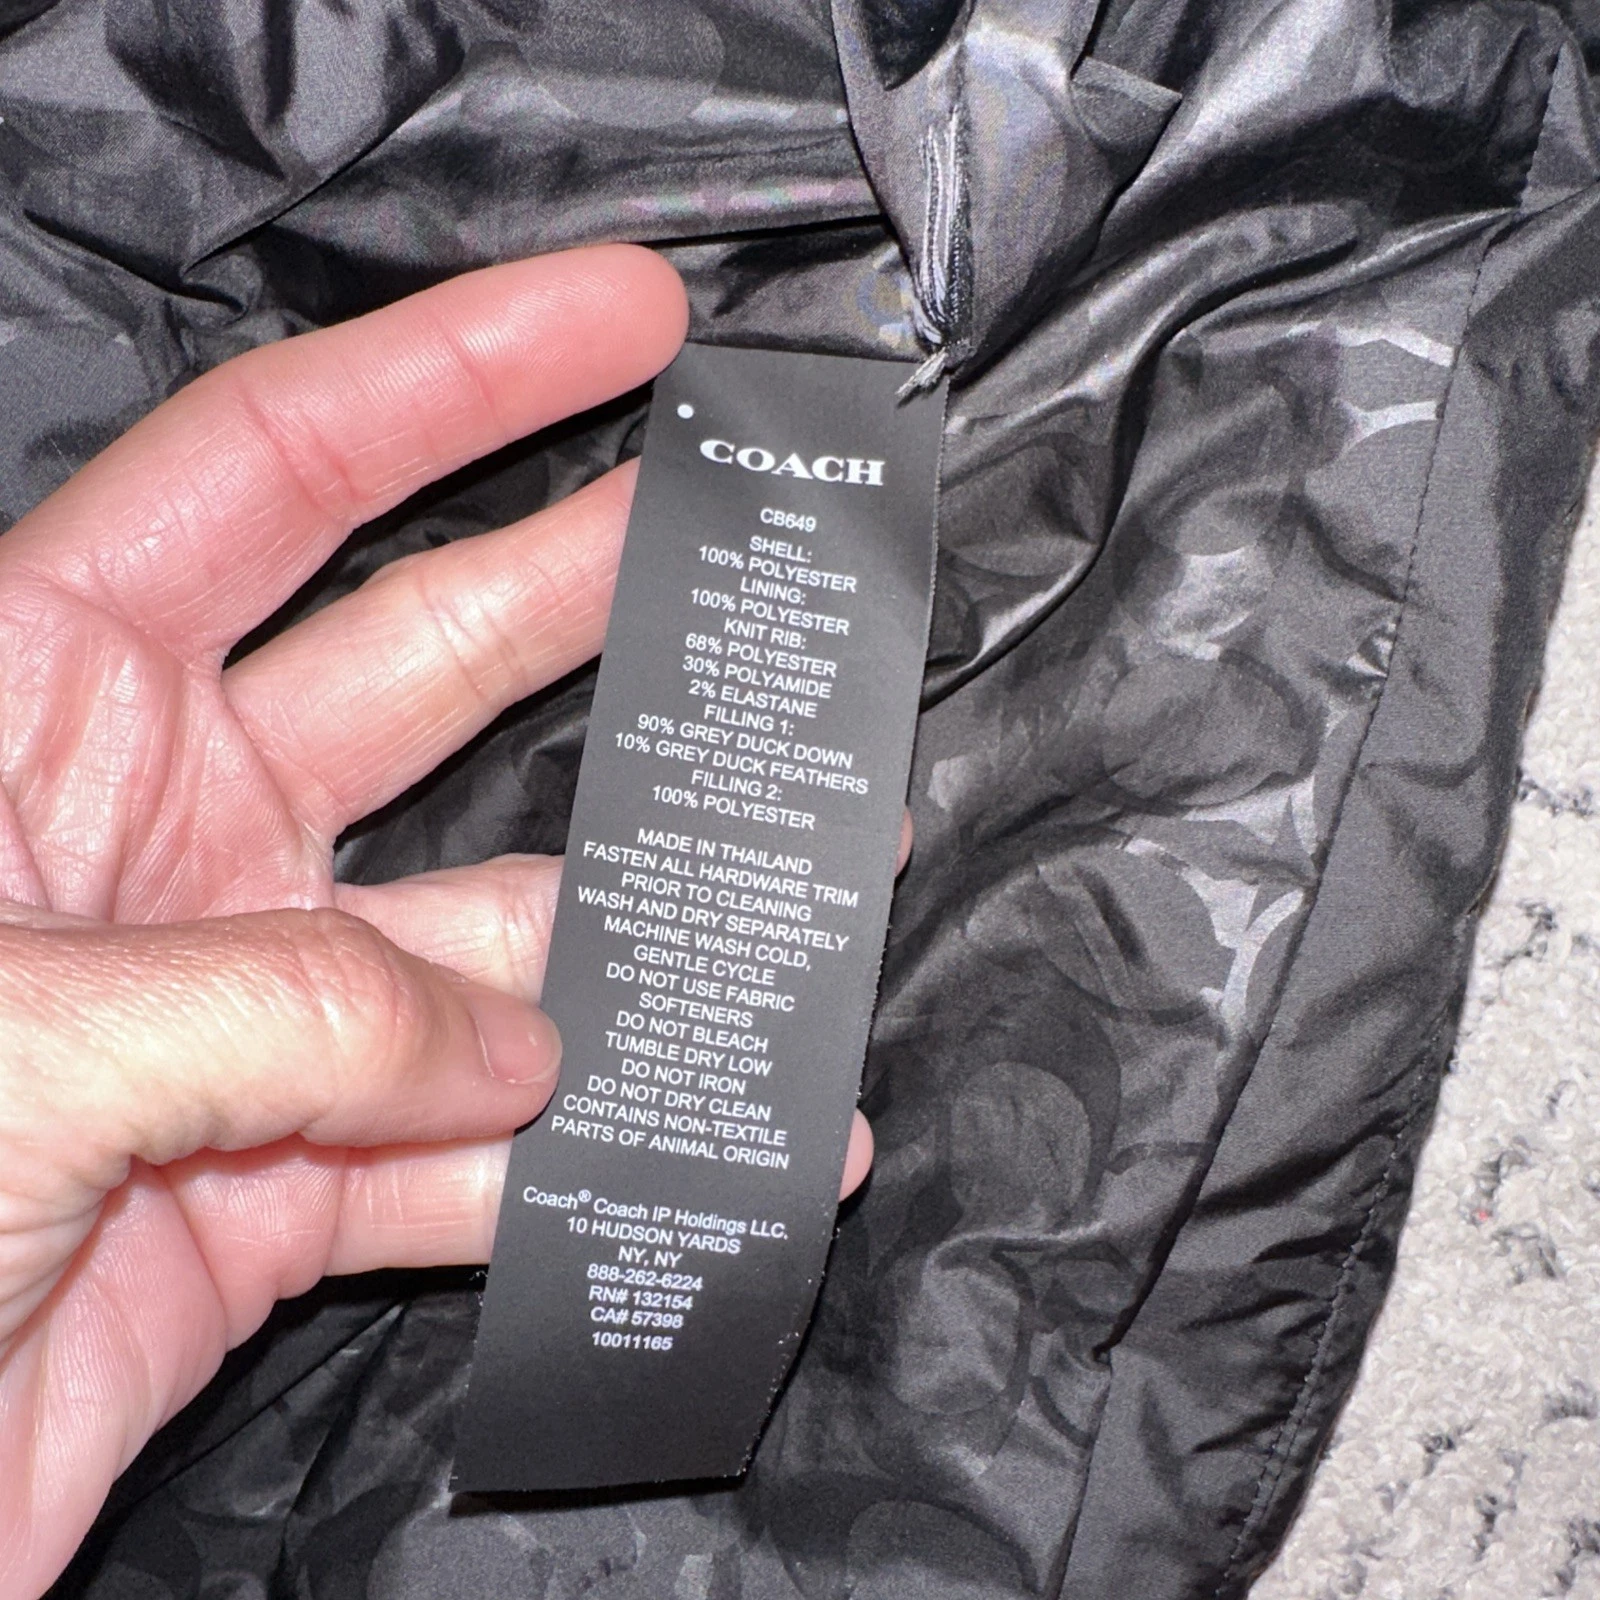 COACH
CB649
SHELL:
100% POLYESTER
LINING:
100% POLYESTER
KNIT RIB:
68% POLYESTER
30% POLYAMIDE
2% ELASTANE
FILLING 1:
90% GREY DUCK DOWN
10% GREY DUCK FEATHERS
FILLING 2:
100% POLYESTER
MADE IN THAILAND
FASTEN ALL HARDWARE TRIM
PRIOR TO CLEANING
WASH AND DRY SEPARATELY
MACHINE WASH COLD,
GENTLE CYCLE
DO NOT USE FABRIC
SOFTENERS
DO NOT BLEACH
TUMBLE DRY LOW
DO NOT IRON
DO NOT DRY CLEAN
CONTAINS NON-TEXTILE
PARTS OF ANIMAL ORIGIN
Coach® Coach IP Holdings LLC.
10 HUDSON YARDS
NY, NY
888-262-6224
RN# 132154
CA# 57398
10011165